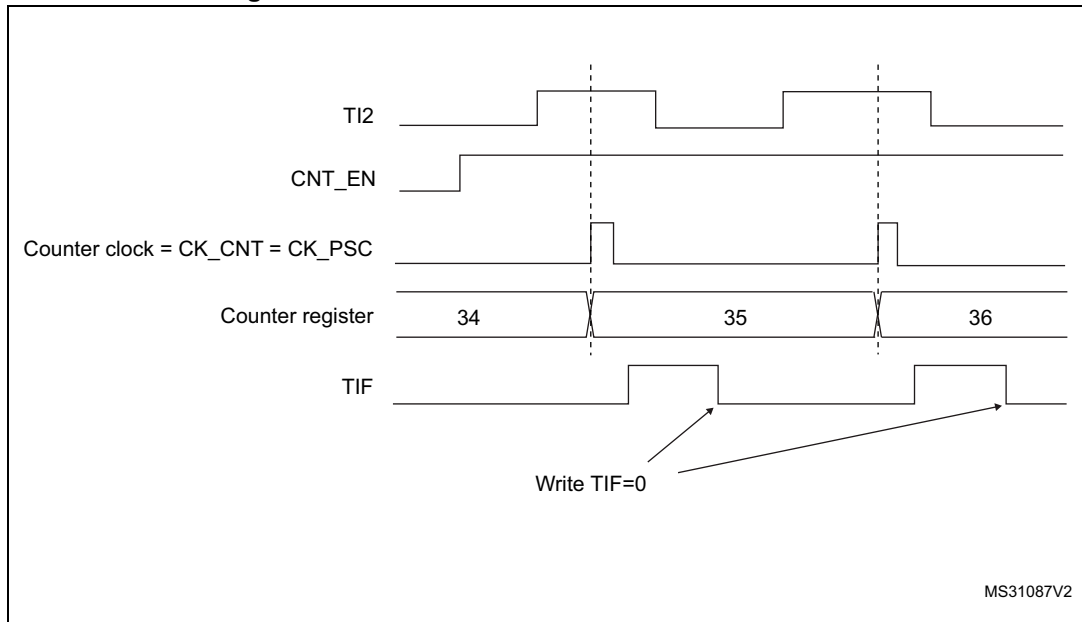 TI2
CNT_EN
Counter clock = CK_CNT = CK_PSC
Counter register 34 35 36
TIF
Write TIF=0
MS31087V2